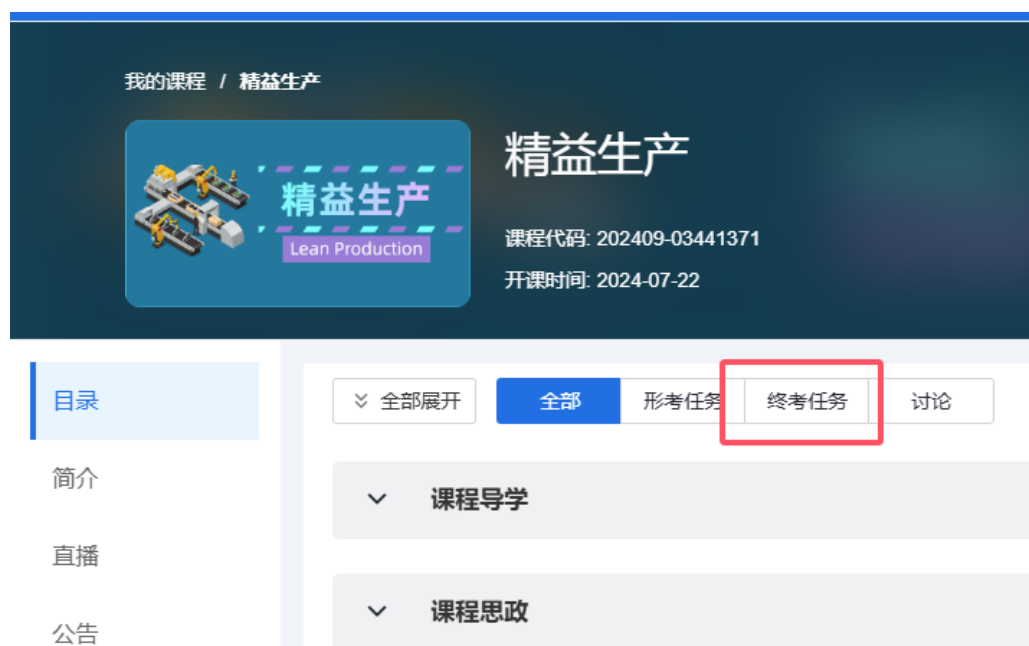 我的课程 / 精益生产
精益生产
Lean Production
精益生产
课程代码: 202409-03441371
开课时间: 2024-07-22
目录
简介
直播
公告
全部展开 全部 形考任务 终考任务 讨论
课程导学
课程思政